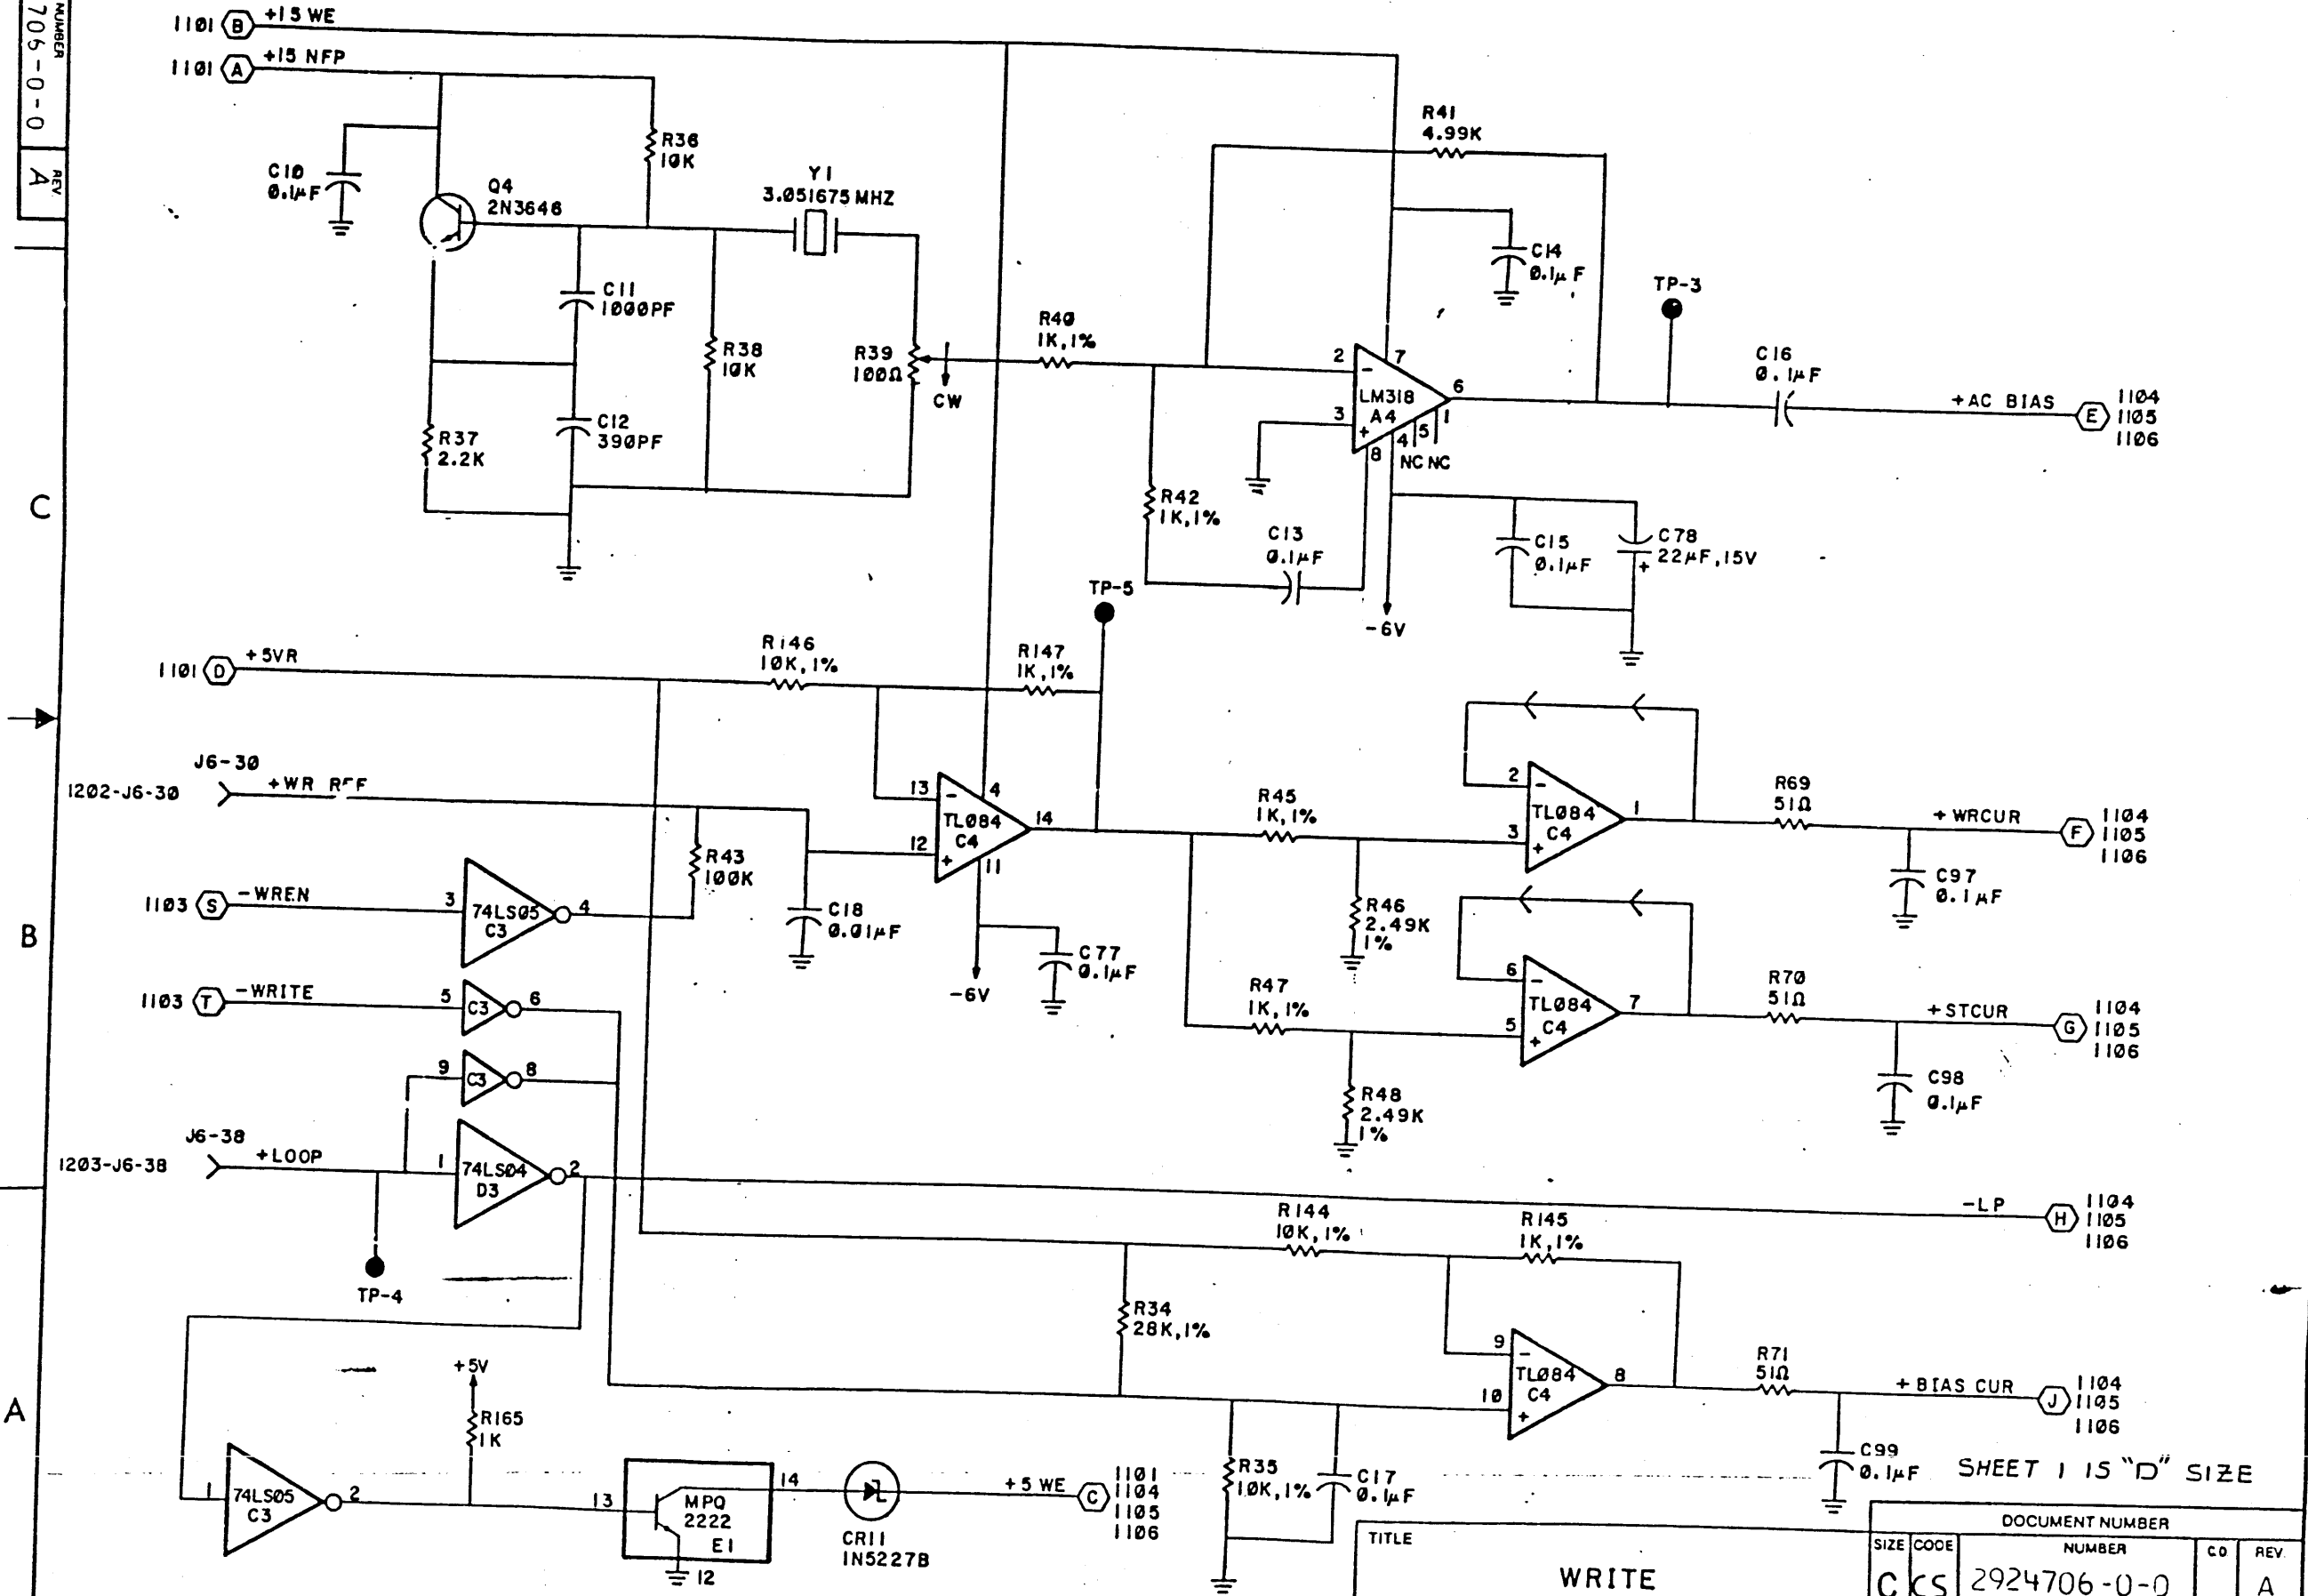 NUMBER
706-0-0
REV.
A
1101 B +15 WE
1101 A +15 NFP
C10
0.1µF
Q4
2N3646
R36
10K
Y1
3.051675 MHZ
C11
1000PF
R38
10K
R39
100Ω
CW
C12
390PF
R37
2.2K
R40
1K,1%
R41
4.99K
C14
0.1µF
TP-3
2
-
7
LM318
A4
6
3
+
4
5
1
8
NC NC
C16
0.1µF
+AC BIAS
E
1104
1105
1106
R42
1K,1%
C13
0.1µF
C15
0.1µF
C78
22µF,15V
+
-6V
C
TP-5
1101 D +5VR
R146
10K,1%
R147
1K,1%
J6-30
1202-J6-30
+WR
13
-
4
TL084
C4
14
12
+
11
R43
100K
C18
0.01µF
C77
0.1µF
-6V
1103 S -WREN
3
74LS05
C3
4
B
1103 T -WRITE
5
C3
6
9
C3
8
J6-38
1203-J6-38
+LOOP
1
74LS04
D3
2
TP-4
R45
1K,1%
R46
2.49K
1%
2
-
TL084
C4
1
3
+
R69
51Ω
+WRCUR
F
1104
1105
1106
C97
0.1µF
R47
1K,1%
R48
2.49K
1%
6
-
TL084
C4
7
5
+
R70
51Ω
+STCUR
G
1104
1105
1106
C98
0.1µF
-LP
H
1104
1105
1106
R144
10K,1%
R145
1K,1%
R34
28K,1%
9
-
TL084
C4
8
10
+
R71
51Ω
+BIAS CUR
J
1104
1105
1106
C99
0.1µF
R35
10K,1%
C17
0.1µF
A
+5V
R165
1K
1
74LS05
C3
2
13
MPQ
2222
E1
14
12
CR11
1N5227B
+5 WE
C
1101
1104
1105
1106
SHEET 1 IS "D" SIZE
TITLE
WRITE
DOCUMENT NUMBER
SIZE
CODE
NUMBER
C.O
REV.
C
CS
2924706-0-0
A